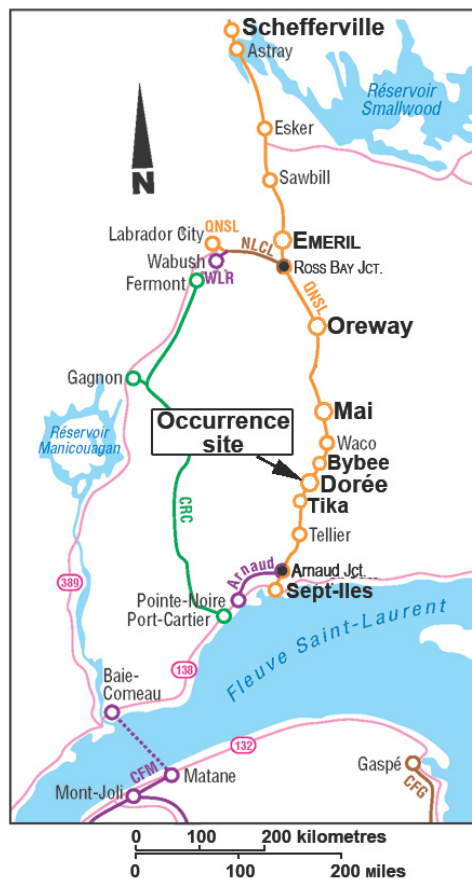 Schefferville
Astray
Réservoir
Smallwood
Esker
N
Sawbill
Labrador City
QNSL
EMERIL
NLCL
Wabush
ROSS BAY JCT.
WLR
Fermont
QNSL
Oreway
Gagnon
Mai
Occurrence
site
Réservoir
Manicouagan
Waco
Bybee
Dorée
Tika
CRC
Tellier
Arnaud
Arnaud Jct.
389
Sept-Iles
Pointe-Noire
Port-Cartier
138
Fleuve Saint-Laurent
Baie-
Comeau
132
CFM
Matane
Gaspé
CFG
Mont-Joli
0 100 200 kilometres
0 100 200 MILES